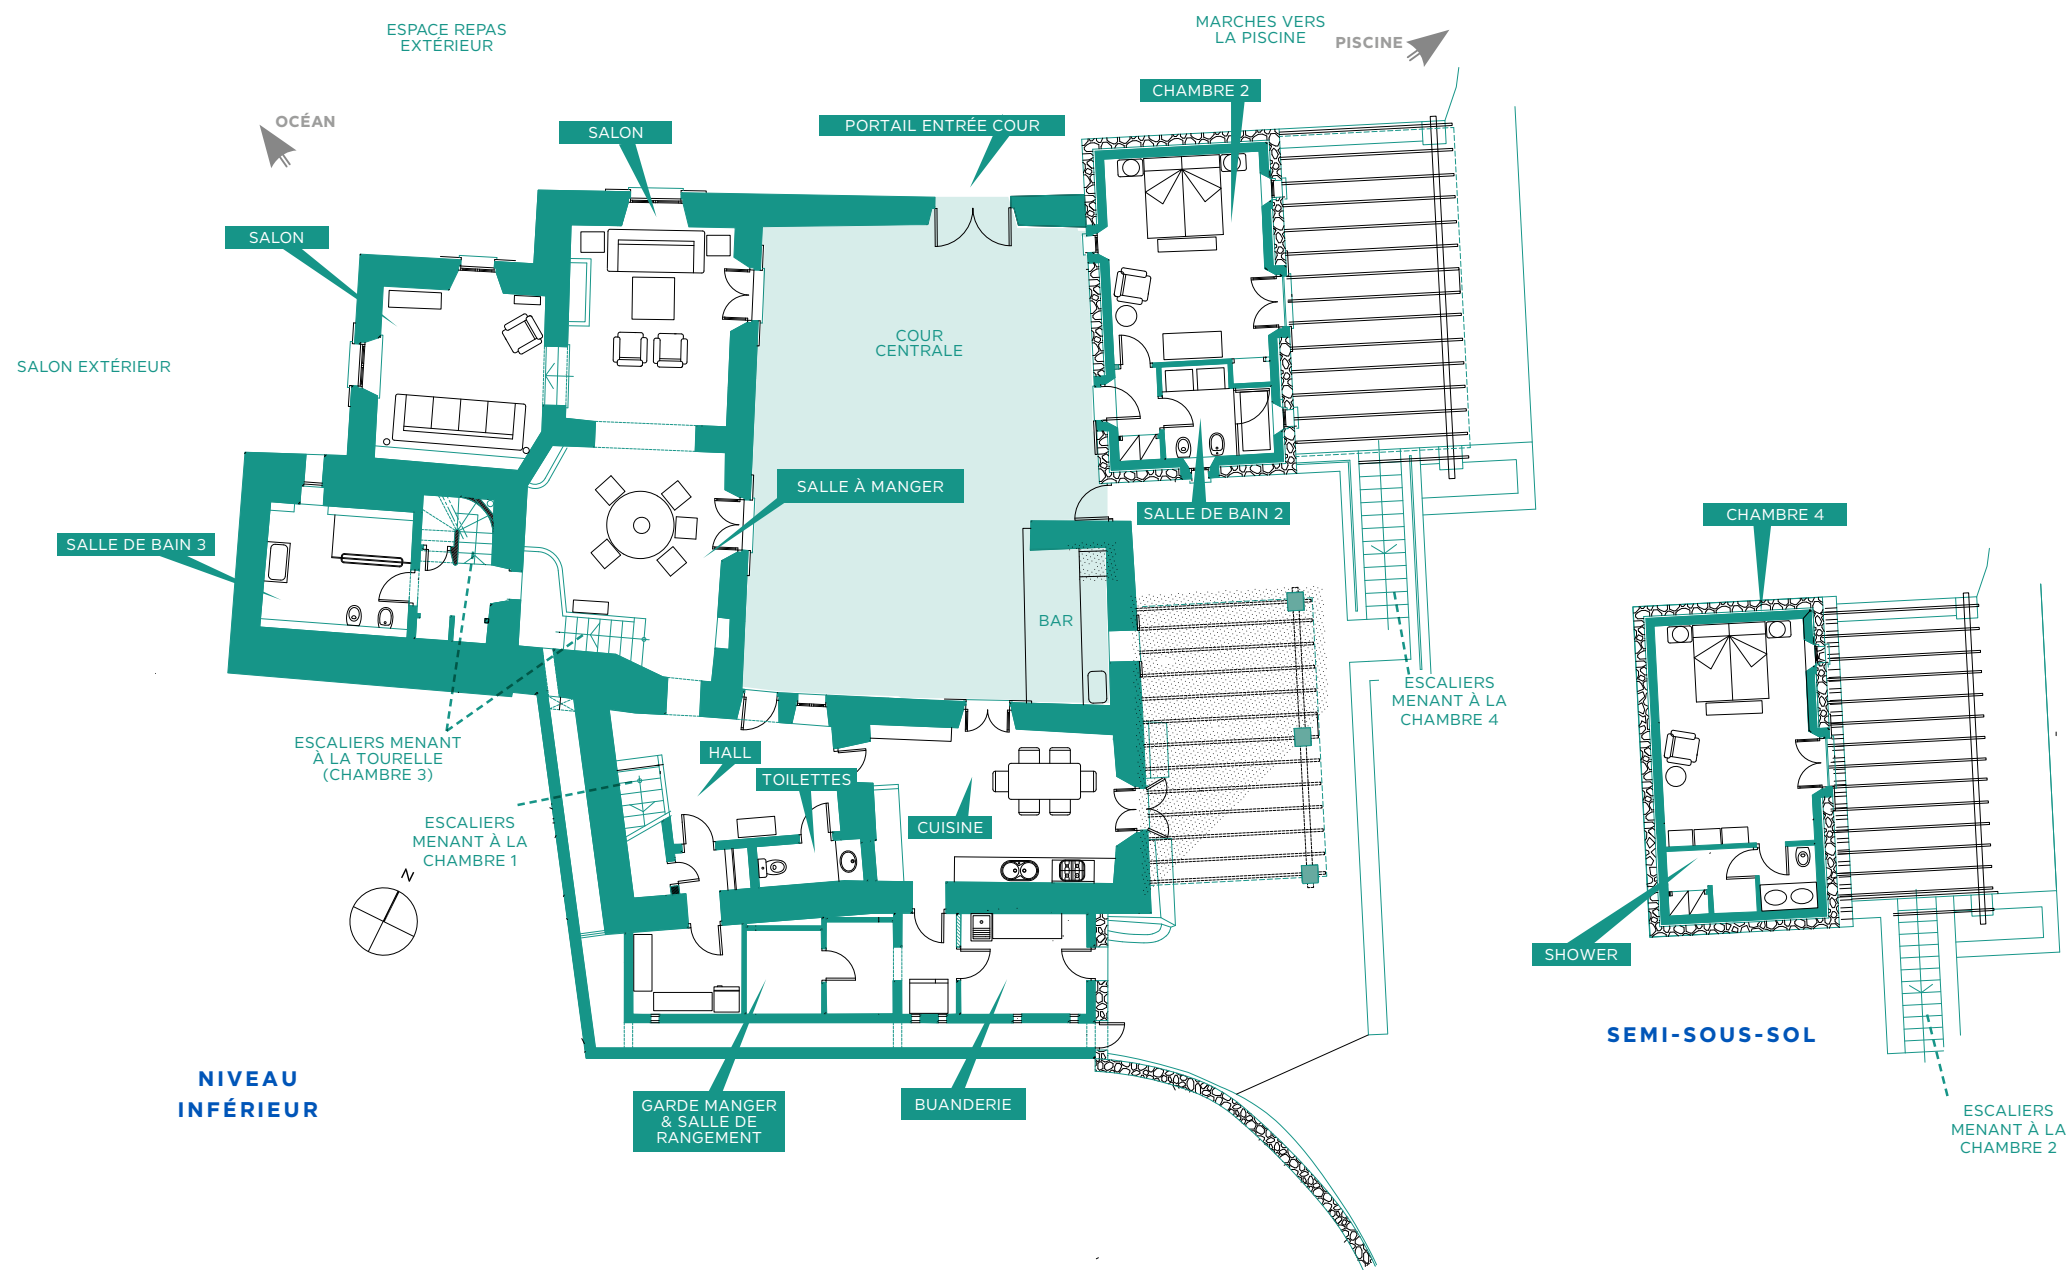 ESPACE REPAS
EXTÉRIEUR
MARCHES VERS
LA PISCINE
PISCINE
CHAMBRE 2
OCÉAN
SALON
PORTAIL ENTRÉE COUR
SALON
COUR
CENTRALE
SALON EXTÉRIEUR
SALLE À MANGER
SALLE DE BAIN 2
CHAMBRE 4
SALLE DE BAIN 3
BAR
ESCALIERS
MENANT À LA
CHAMBRE 4
ESCALIERS MENANT
À LA TOURELLE
(CHAMBRE 3)
HALL
TOILETTES
ESCALIERS
MENANT À LA
CHAMBRE 1
CUISINE
N
SHOWER
SEMI-SOUS-SOL
NIVEAU
INFÉRIEUR
GARDE MANGER
& SALLE DE
RANGEMENT
BUANDERIE
ESCALIERS
MENANT À LA
CHAMBRE 2